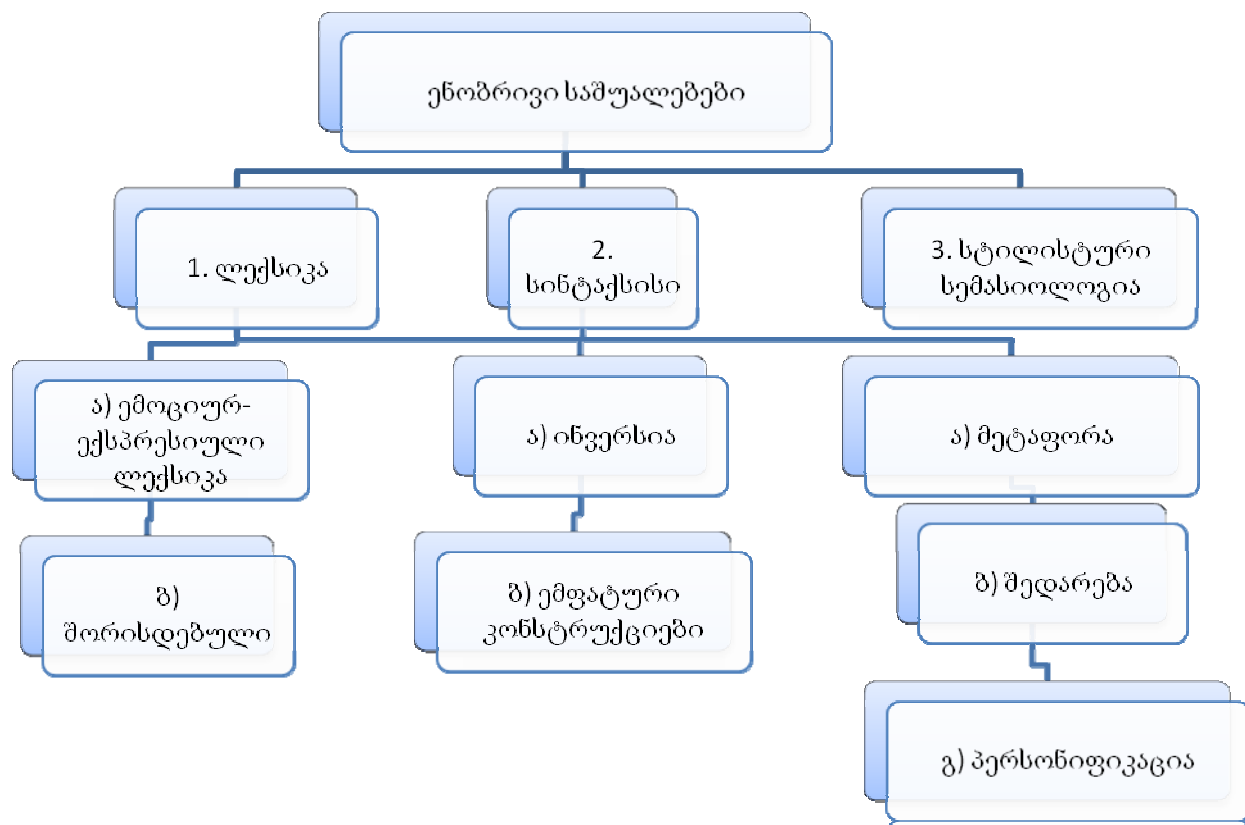 ენობრივი საშუალებები
1. ლექსიკა
2.
სინტაქსისი
3. სტილისტური
სემასიოლოგია
ა) ემოციურ-
ექსპრესიული
ლექსიკა
ა) ინვერსია
ა) მეტაფორა
ბ)
შორისდებული
ბ) ემფატური
კონსტრუქციები
ბ) შედარება
გ) პერსონიფიკაცია